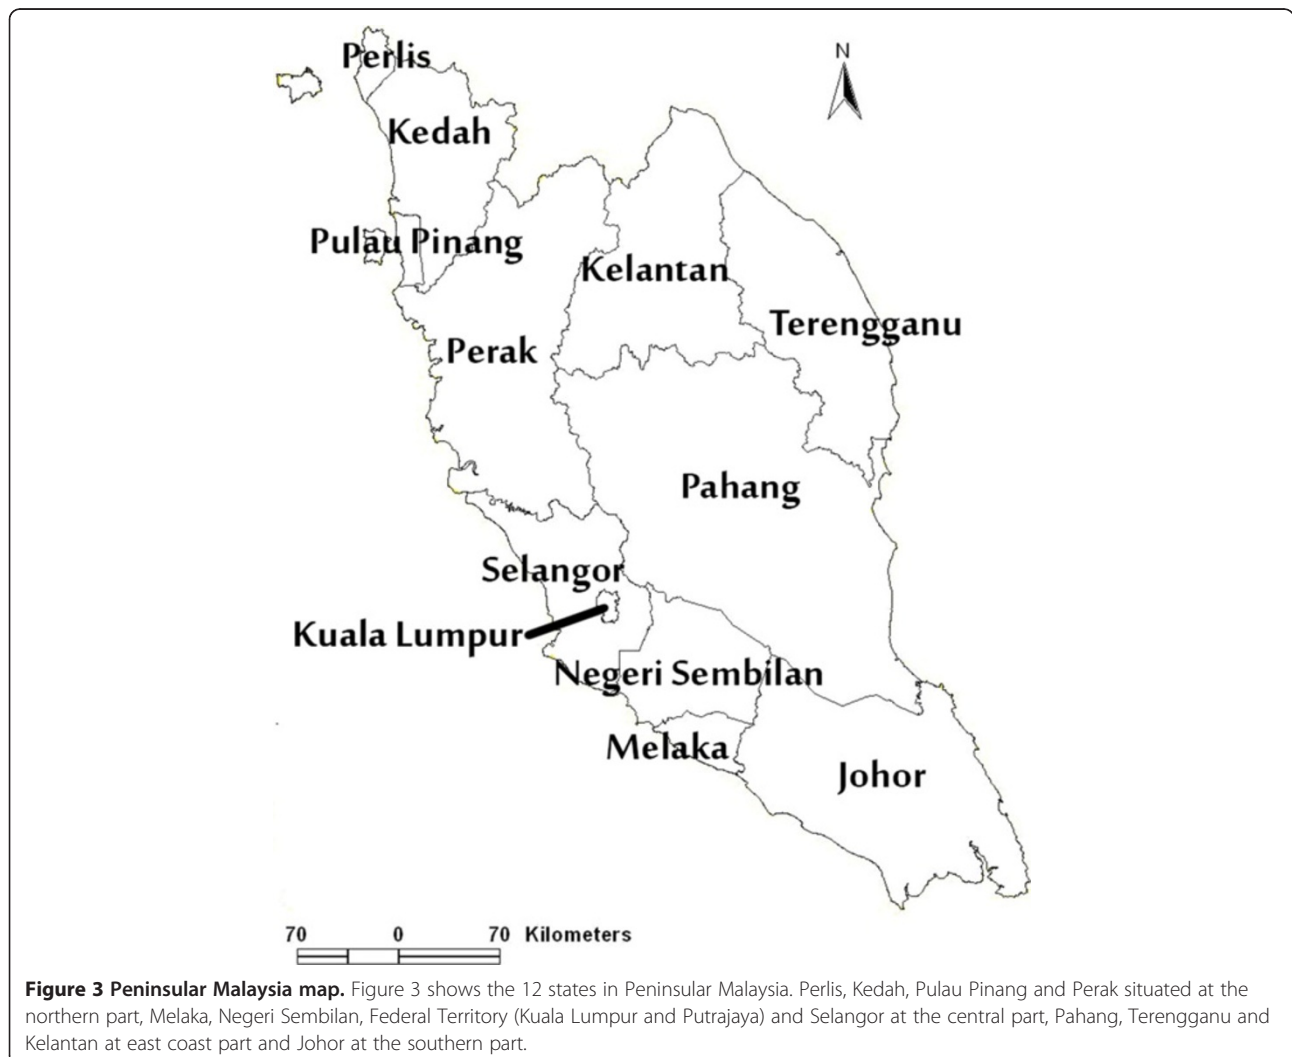 N
Perlis
Kedah
Pulau Pinang
Kelantan
Terengganu
Perak
Pahang
Selangor
Kuala Lumpur
Negeri Sembilan
Melaka
Johor
70 0 70 Kilometers
Figure 3 Peninsular Malaysia map. Figure 3 shows the 12 states in Peninsular Malaysia. Perlis, Kedah, Pulau Pinang and Perak situated at the
northern part, Melaka, Negeri Sembilan, Federal Territory (Kuala Lumpur and Putrajaya) and Selangor at the central part, Pahang, Terengganu and
Kelantan at east coast part and Johor at the southern part.